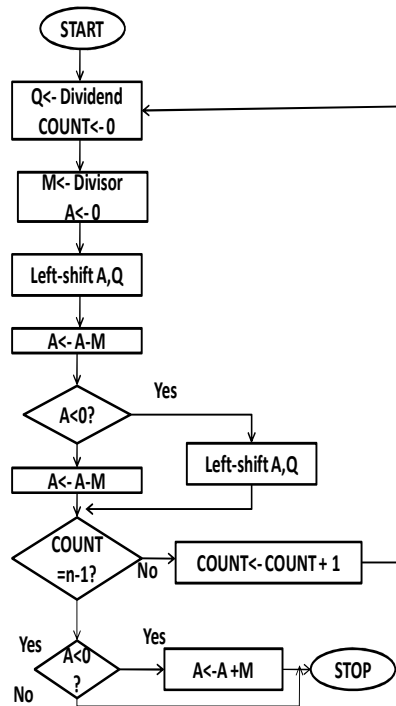 START
Q<- Dividend
COUNT<- 0
M<- Divisor
A<- 0
Left-shift A,Q
A<- A-M
Yes
A<0?
Left-shift A,Q
A<- A-M
COUNT
=n-1?
No
COUNT<- COUNT + 1
Yes
A<0
?
Yes
A<-A +M
STOP
No